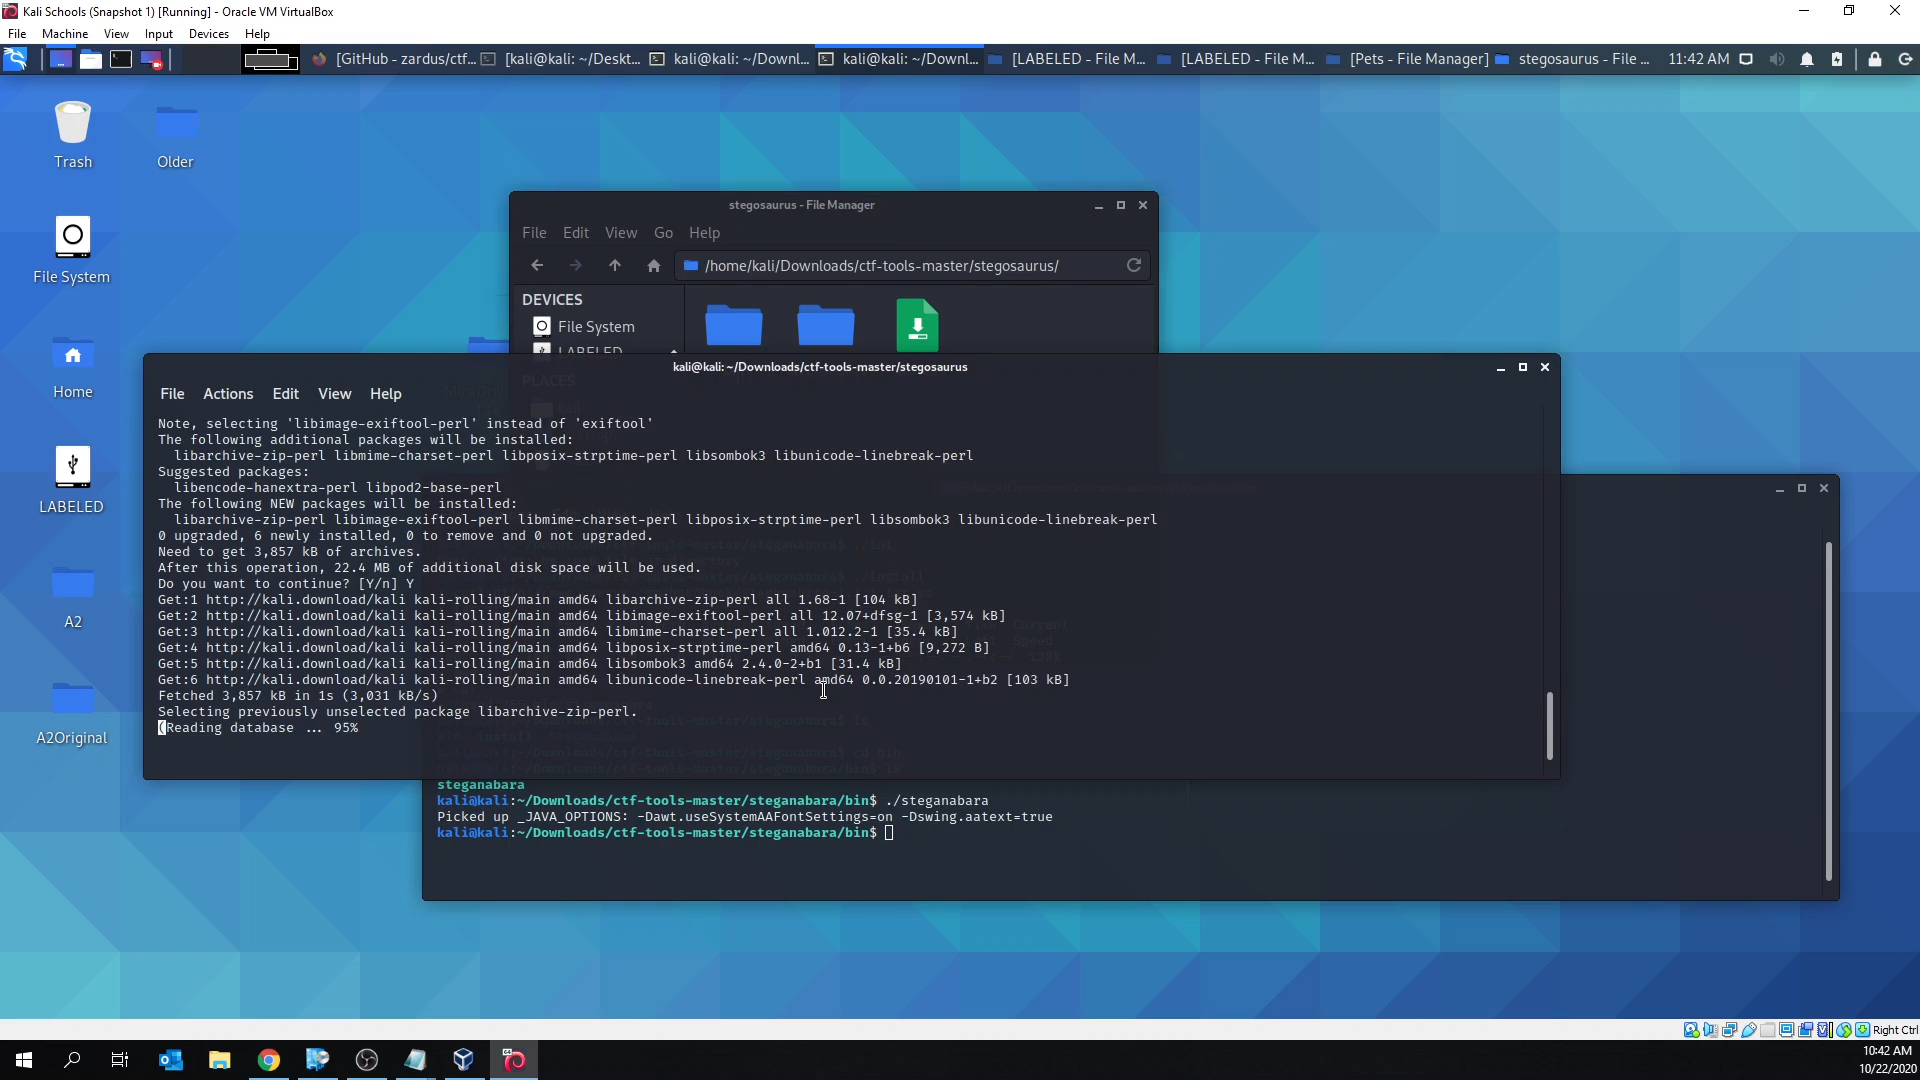 Kali Schools (Snapshot 1) [Running] - Oracle VM VirtualBox
File Machine View Input Devices Help
[GitHub - zardus/ctf... [kali@kali: ~/Deskt... kali@kali: ~/Downl... kali@kali: ~/Downl... [LABELED - File M... [LABELED - File M... [Pets - File Manager] stegosaurus - File ... 11:42 AM
Trash
Older
File System
Home
LABELED
A2
A2Original
stegosaurus - File Manager
File Edit View Go Help
/home/kali/Downloads/ctf-tools-master/stegosaurus/
DEVICES
File System
LABELED
PLACES
kali@kali: ~/Downloads/ctf-tools-master/stegosaurus
File Actions Edit View Help
Note, selecting 'libimage-exiftool-perl' instead of 'exiftool'
The following additional packages will be installed:
libarchive-zip-perl libmime-charset-perl libposix-strptime-perl libsombok3 libunicode-linebreak-perl
Suggested packages:
libencode-hanextra-perl libpod2-base-perl
The following NEW packages will be installed:
libarchive-zip-perl libimage-exiftool-perl libmime-charset-perl libposix-strptime-perl libsombok3 libunicode-linebreak-perl
0 upgraded, 6 newly installed, 0 to remove and 0 not upgraded.
Need to get 3,857 kB of archives.
After this operation, 22.4 MB of additional disk space will be used.
Do you want to continue? [Y/n] Y
Get:1 http://kali.download/kali kali-rolling/main amd64 libarchive-zip-perl all 1.68-1 [104 kB]
Get:2 http://kali.download/kali kali-rolling/main amd64 libimage-exiftool-perl all 12.07+dfsg-1 [3,574 kB]
Get:3 http://kali.download/kali kali-rolling/main amd64 libmime-charset-perl all 1.012.2-1 [35.4 kB]
Get:4 http://kali.download/kali kali-rolling/main amd64 libposix-strptime-perl amd64 0.13-1+b6 [9,272 B]
Get:5 http://kali.download/kali kali-rolling/main amd64 libsombok3 amd64 2.4.0-2+b1 [31.4 kB]
Get:6 http://kali.download/kali kali-rolling/main amd64 libunicode-linebreak-perl amd64 0.0.20190101-1+b2 [103 kB]
Fetched 3,857 kB in 1s (3,031 kB/s)
Selecting previously unselected package libarchive-zip-perl.
(Reading database ... 95%
steganabara
kali@kali:~/Downloads/ctf-tools-master/steganabara/bin$ ./steganabara
Picked up _JAVA_OPTIONS: -Dawt.useSystemAAFontSettings=on -Dswing.aatext=true
kali@kali:~/Downloads/ctf-tools-master/steganabara/bin$
Right Ctrl
10:42 AM
10/22/2020